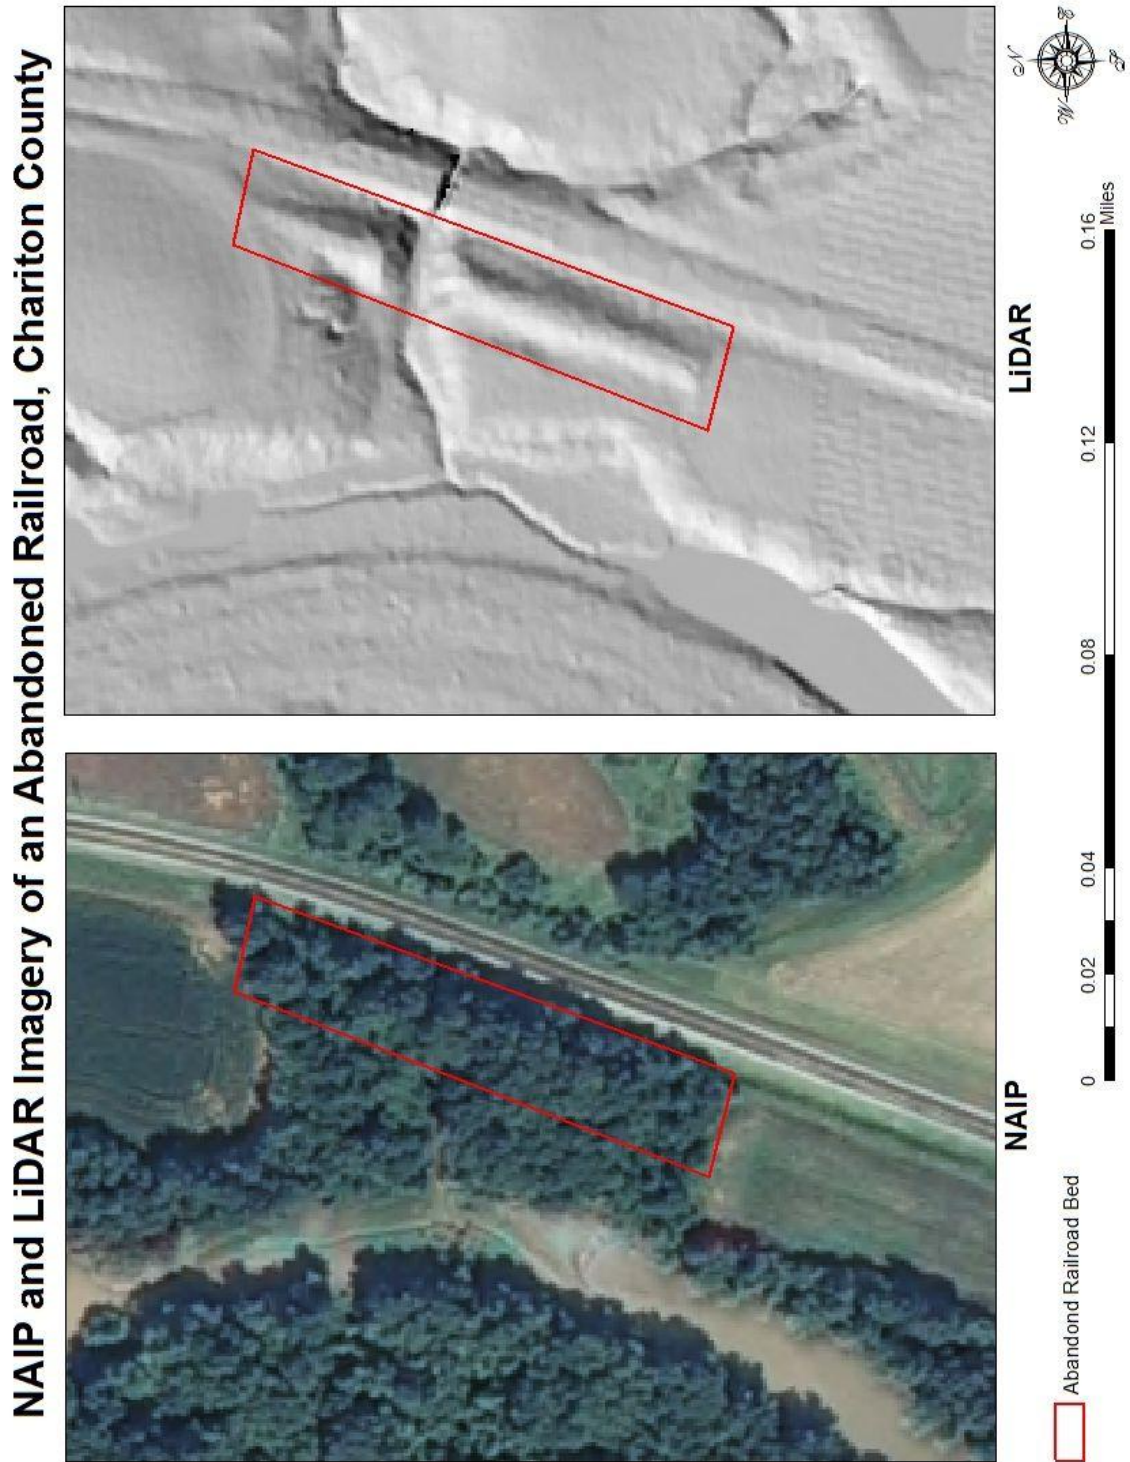 NAIP and LiDAR Imagery of an Abandoned Railroad, Chariton County
NAIP
LiDAR
N
W
E
S
Abandond Railroad Bed
0 0.02 0.04 0.08 0.12 0.16
Miles